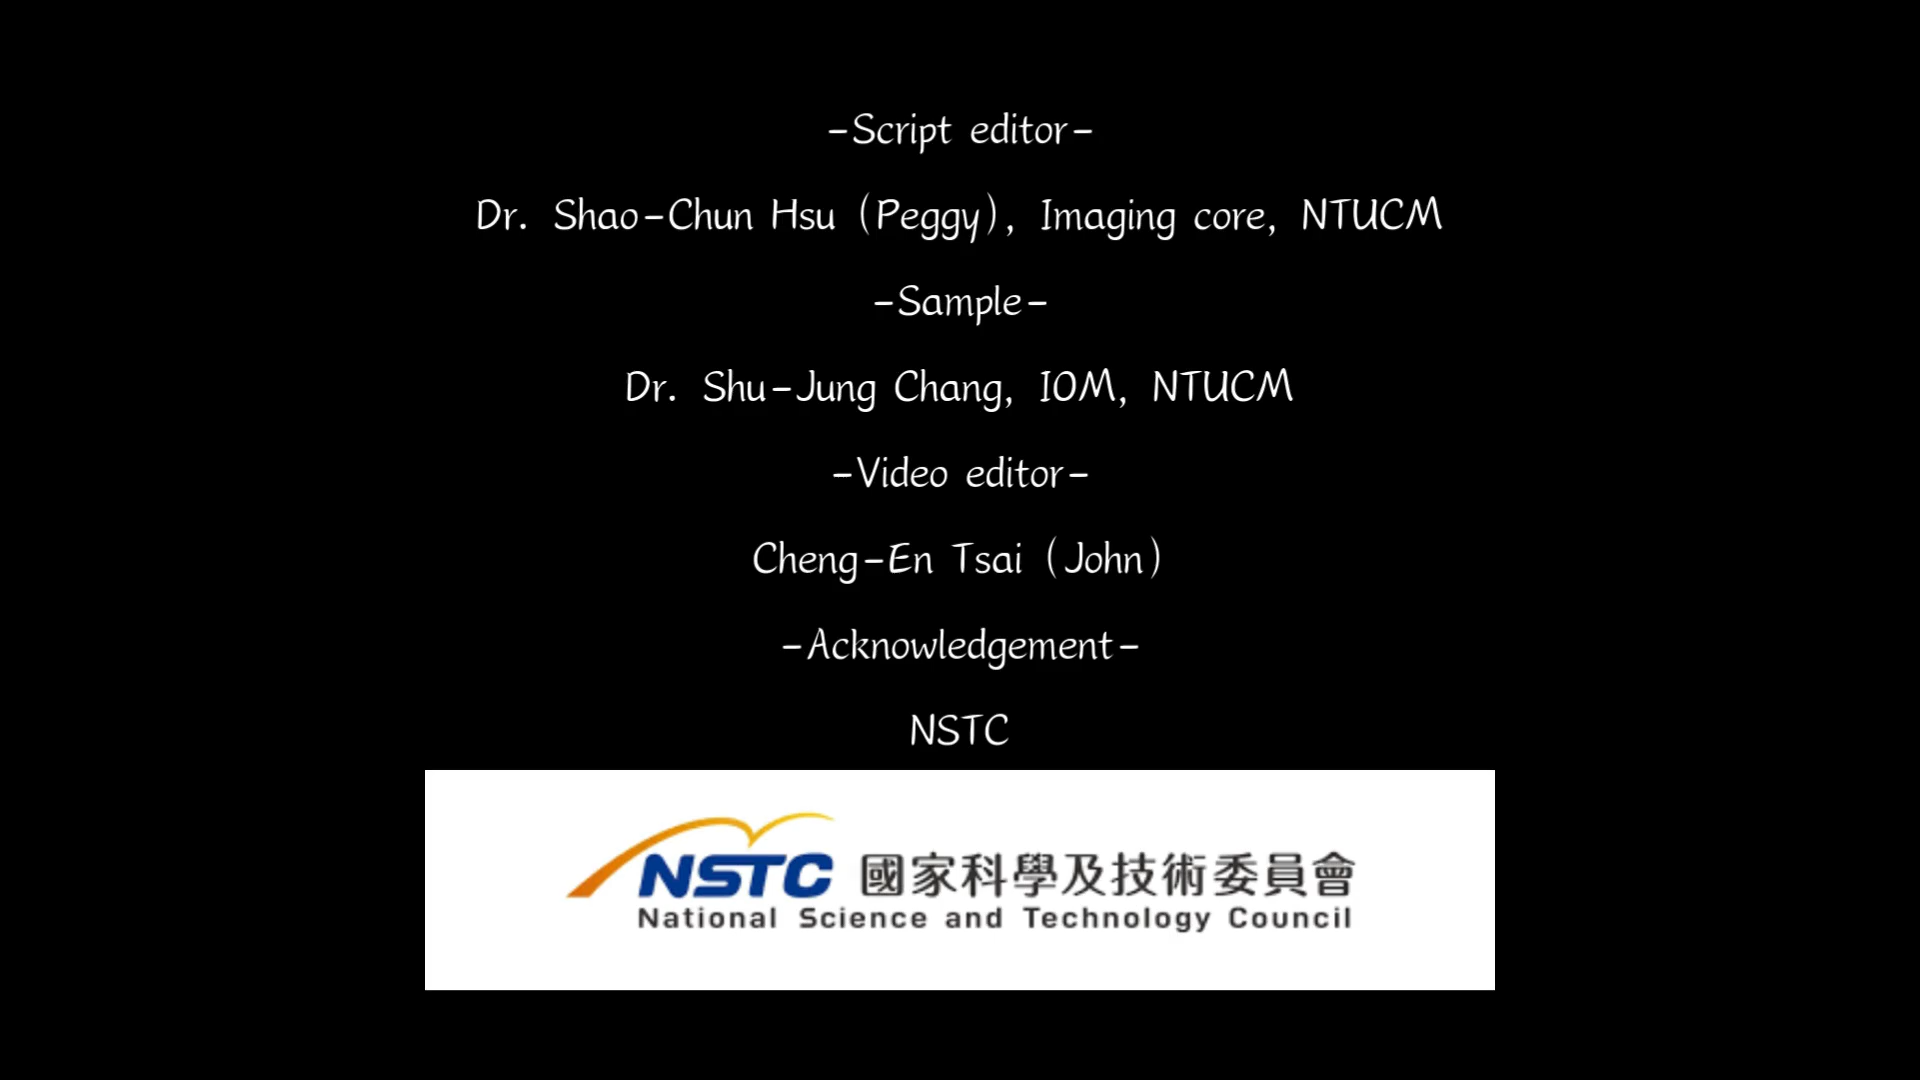 -Script editor-
Dr. Shao-Chun Hsu (Peggy), Imaging core, NTUCM
-Sample-
Dr. Shu-Jung Chang, IOM, NTUCM
-Video editor-
Cheng-En Tsai (John)
-Acknowledgement-
NSTC
NSTC 國家科學及技術委員會
National Science and Technology Council